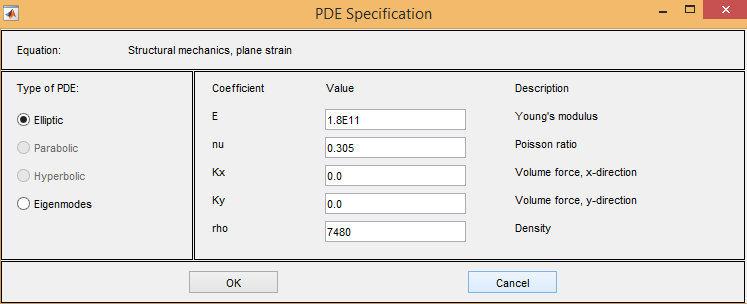 PDE Specification
Equation: Structural mechanics, plane strain
Type of PDE:
Elliptic
Parabolic
Hyperbolic
Eigenmodes
Coefficient Value Description
E 1.8E11 Young's modulus
nu 0.305 Poisson ratio
Kx 0.0 Volume force, x-direction
Ky 0.0 Volume force, y-direction
rho 7480 Density
OK Cancel